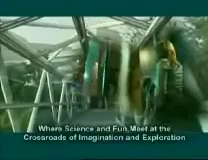 Where Science and Fun Meet at the
Crossroads of Imagination and Exploration